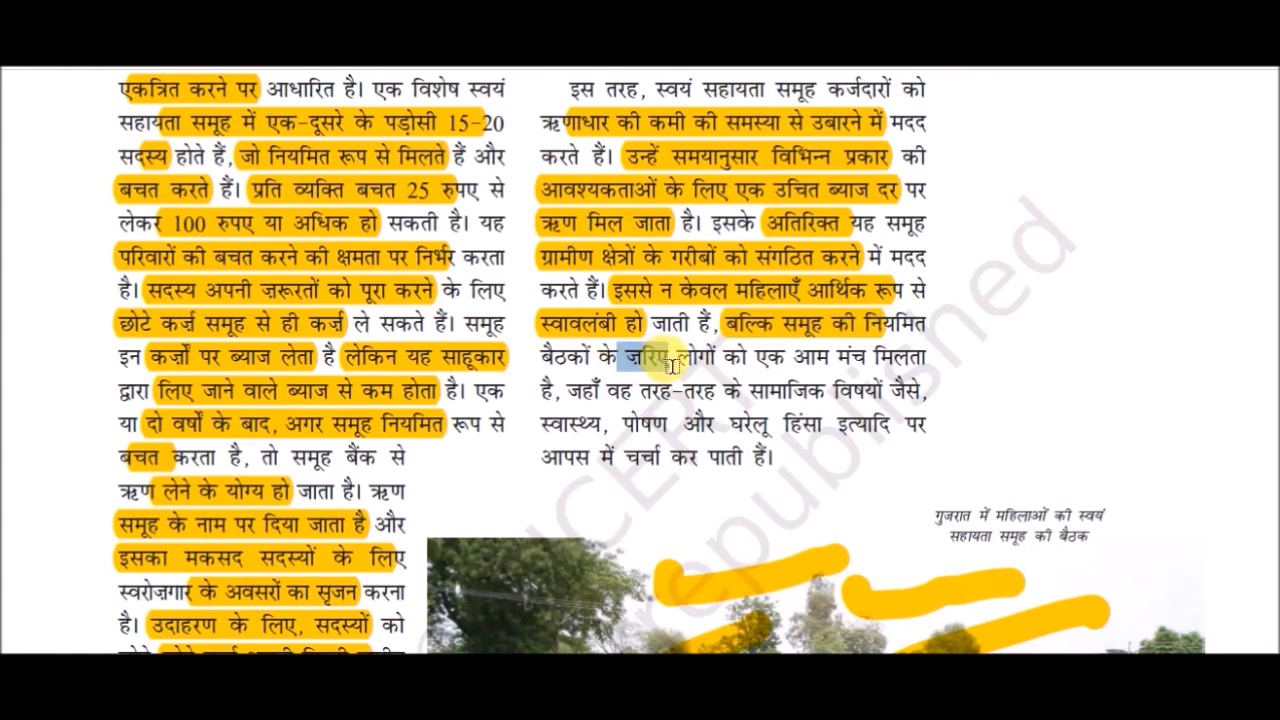 एकत्रित करने पर आधारित है। एक विशेष स्वयं
सहायता समूह में एक-दूसरे के पड़ोसी 15-20
सदस्य होते हैं, जो नियमित रूप से मिलते हैं और
बचत करते हैं। प्रति व्यक्ति बचत 25 रुपए से
लेकर 100 रुपए या अधिक हो सकती है। यह
परिवारों की बचत करने की क्षमता पर निर्भर करता
है। सदस्य अपनी ज़रूरतों को पूरा करने के लिए
छोटे कर्ज़ समूह से ही कर्ज़ ले सकते हैं। समूह
इन कर्ज़ों पर ब्याज लेता है लेकिन यह साहूकार
द्वारा लिए जाने वाले ब्याज से कम होता है। एक
या दो वर्षों के बाद, अगर समूह नियमित रूप से
बचत करता है, तो समूह बैंक से
ऋण लेने के योग्य हो जाता है। ऋण
समूह के नाम पर दिया जाता है और
इसका मकसद सदस्यों के लिए
स्वरोज़गार के अवसरों का सृजन करना
है। उदाहरण के लिए, सदस्यों को
इस तरह, स्वयं सहायता समूह कर्जदारों को
ऋणाधार की कमी की समस्या से उबारने में मदद
करते हैं। उन्हें समयानुसार विभिन्न प्रकार की
आवश्यकताओं के लिए एक उचित ब्याज दर पर
ऋण मिल जाता है। इसके अतिरिक्त यह समूह
ग्रामीण क्षेत्रों के गरीबों को संगठित करने में मदद
करते हैं। इससे न केवल महिलाएँ आर्थिक रूप से
स्वावलंबी हो जाती हैं, बल्कि समूह की नियमित
बैठकों के ज़रिए लोगों को एक आम मंच मिलता
है, जहाँ वह तरह-तरह के सामाजिक विषयों जैसे,
स्वास्थ्य, पोषण और घरेलू हिंसा इत्यादि पर
आपस में चर्चा कर पाती हैं।
गुजरात में महिलाओं की स्वयं
सहायता समूह की बैठक
NCERT
republished